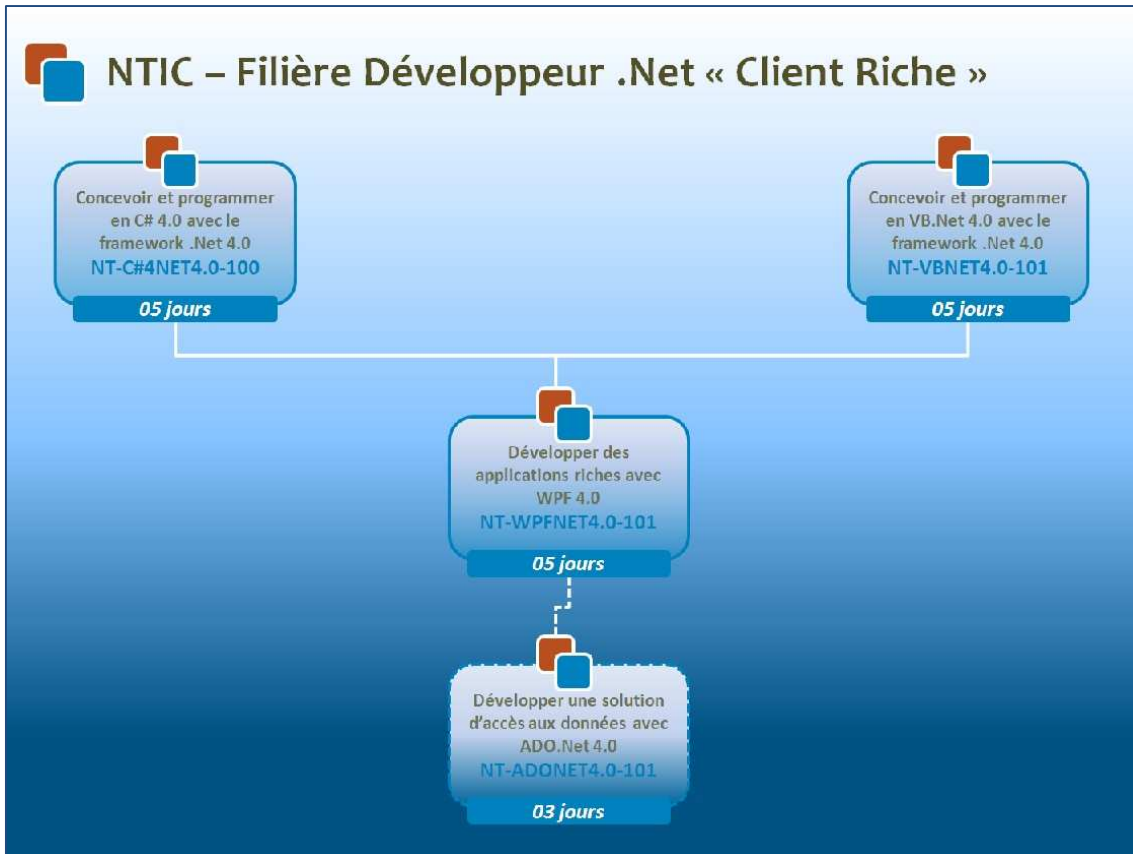 NTIC – Filière Développeur .Net « Client Riche »
Concevoir et programmer
en C# 4.0 avec le
framework .Net 4.0
NT-C#4NET4.0-100
05 jours
Concevoir et programmer
en VB.Net 4.0 avec le
framework .Net 4.0
NT-VBNET4.0-101
05 jours
Développer des
applications riches avec
WPF 4.0
NT-WPFNET4.0-101
05 jours
Développer une solution
d'accès aux données avec
ADO.Net 4.0
NT-ADONET4.0-101
03 jours